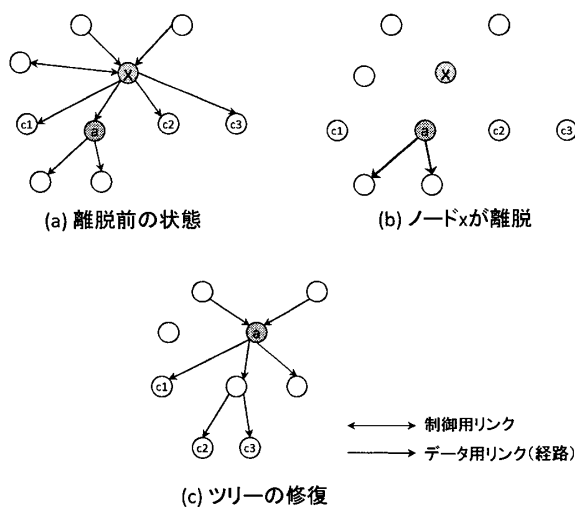 x
c1
a
c2
c3
(a) 離脱前の状態
x
c1
a
c2
c3
(b) ノードxが離脱
a
c1
c2
c3
制御用リンク
データ用リンク(経路)
(c) ツリーの修復